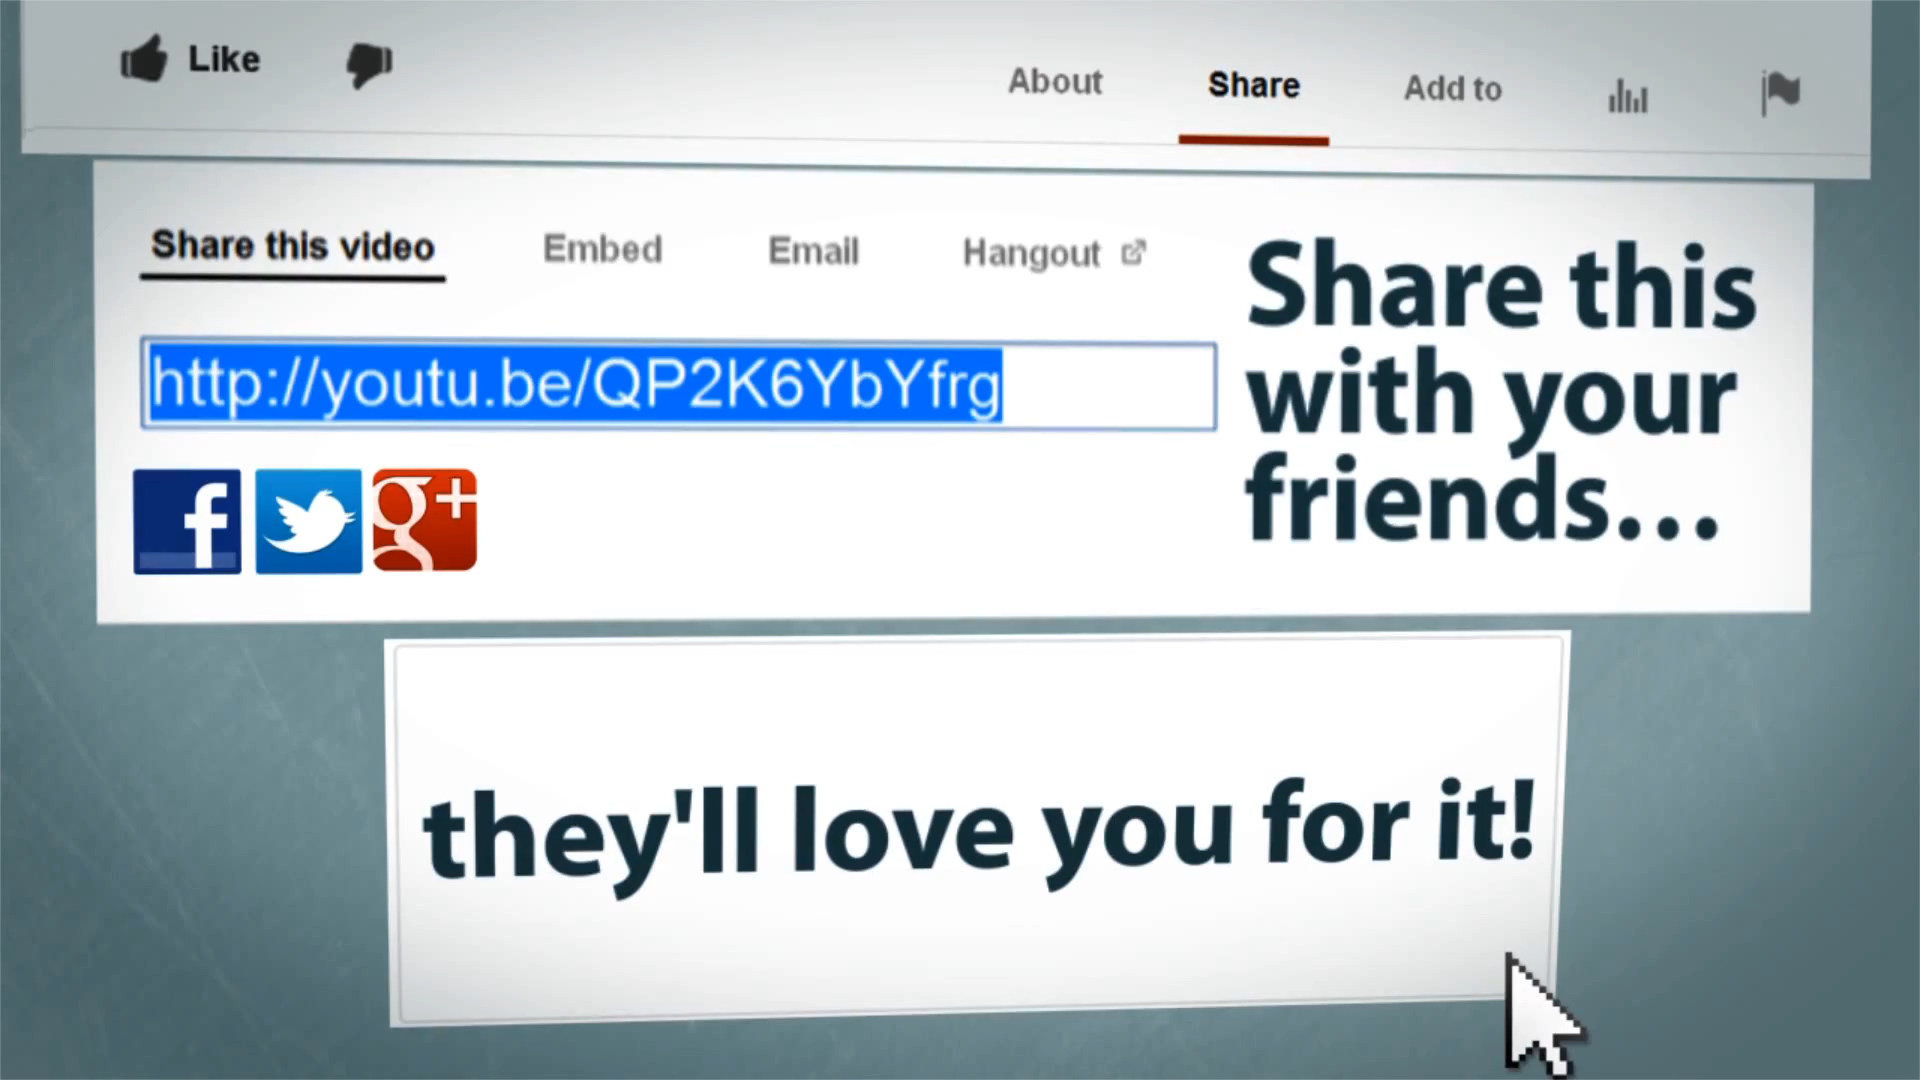 Like
About
Share
Add to
Share this video
Embed
Email
Hangout
http://youtu.be/QP2K6YbYfrg
f
g+
Share this
with your
friends...
they'll love you for it!